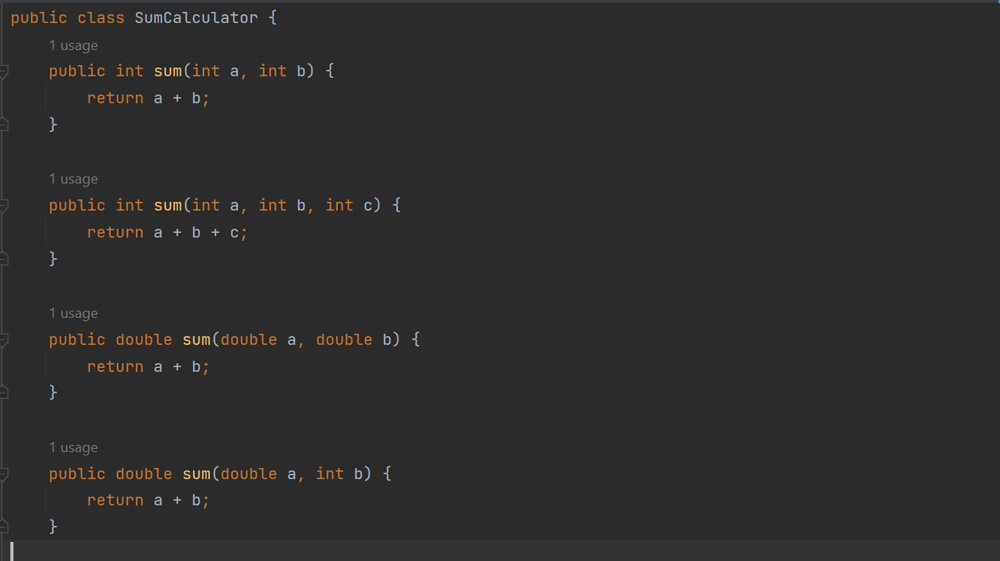 public class SumCalculator {
1 usage
public int sum(int a, int b) {
return a + b;
}
1 usage
public int sum(int a, int b, int c) {
return a + b + c;
}
1 usage
public double sum(double a, double b) {
return a + b;
}
1 usage
public double sum(double a, int b) {
return a + b;
}